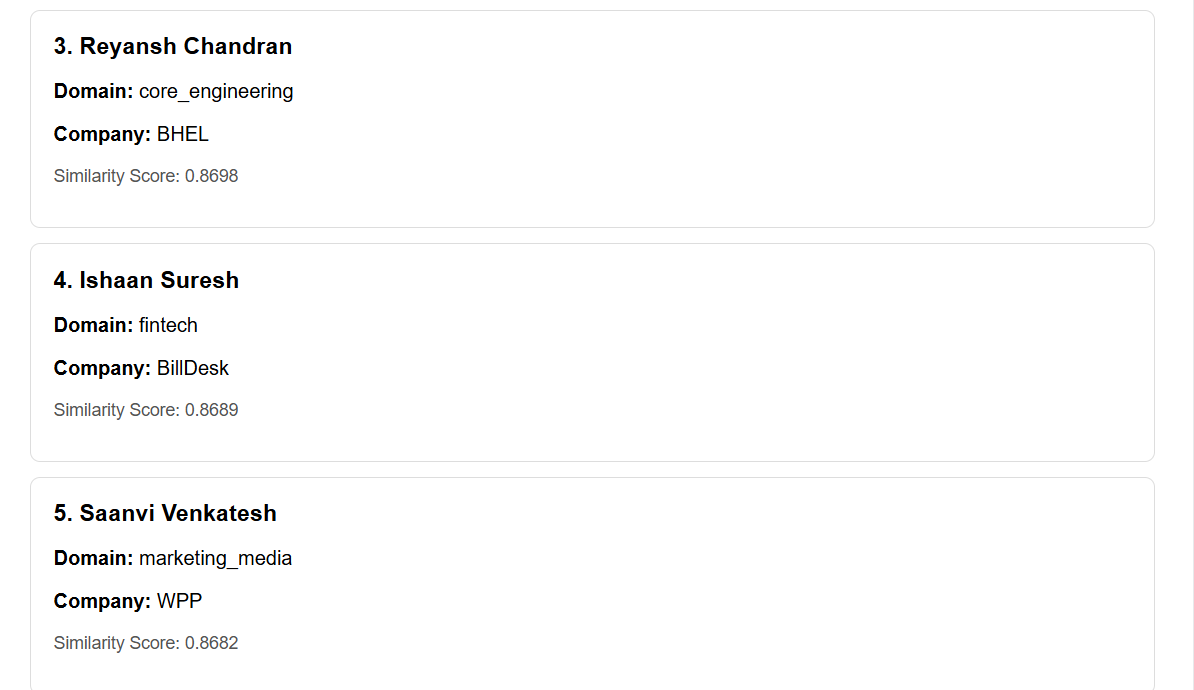 3. Reyansh Chandran
Domain: core_engineering
Company: BHEL
Similarity Score: 0.8698
4. Ishaan Suresh
Domain: fintech
Company: BillDesk
Similarity Score: 0.8689
5. Saanvi Venkatesh
Domain: marketing_media
Company: WPP
Similarity Score: 0.8682